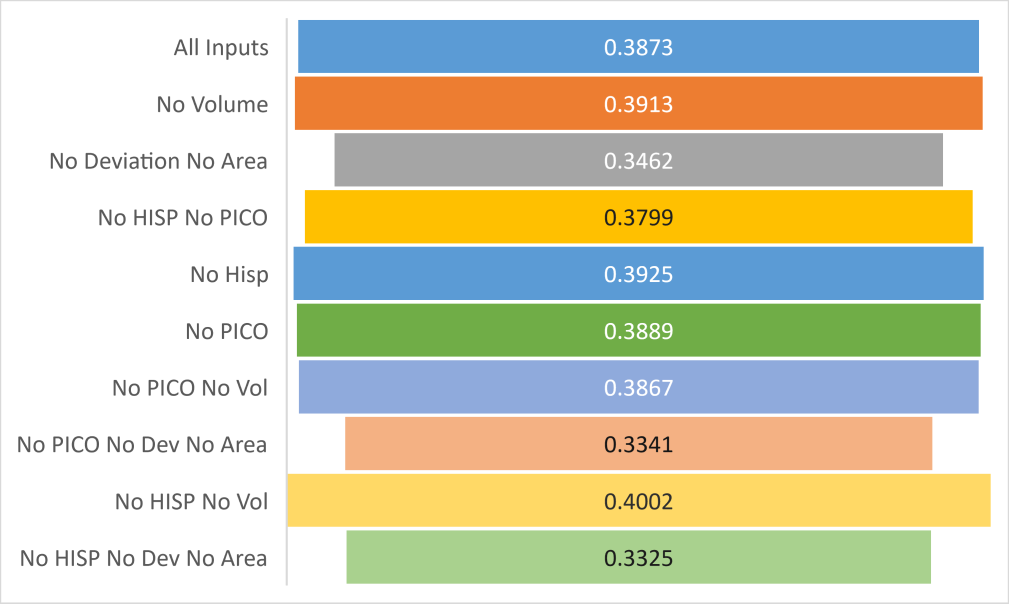 All Inputs 0.3873
No Volume 0.3913
No Deviation No Area 0.3462
No HISP No PICO 0.3799
No Hisp 0.3925
No PICO 0.3889
No PICO No Vol 0.3867
No PICO No Dev No Area 0.3341
No HISP No Vol 0.4002
No HISP No Dev No Area 0.3325